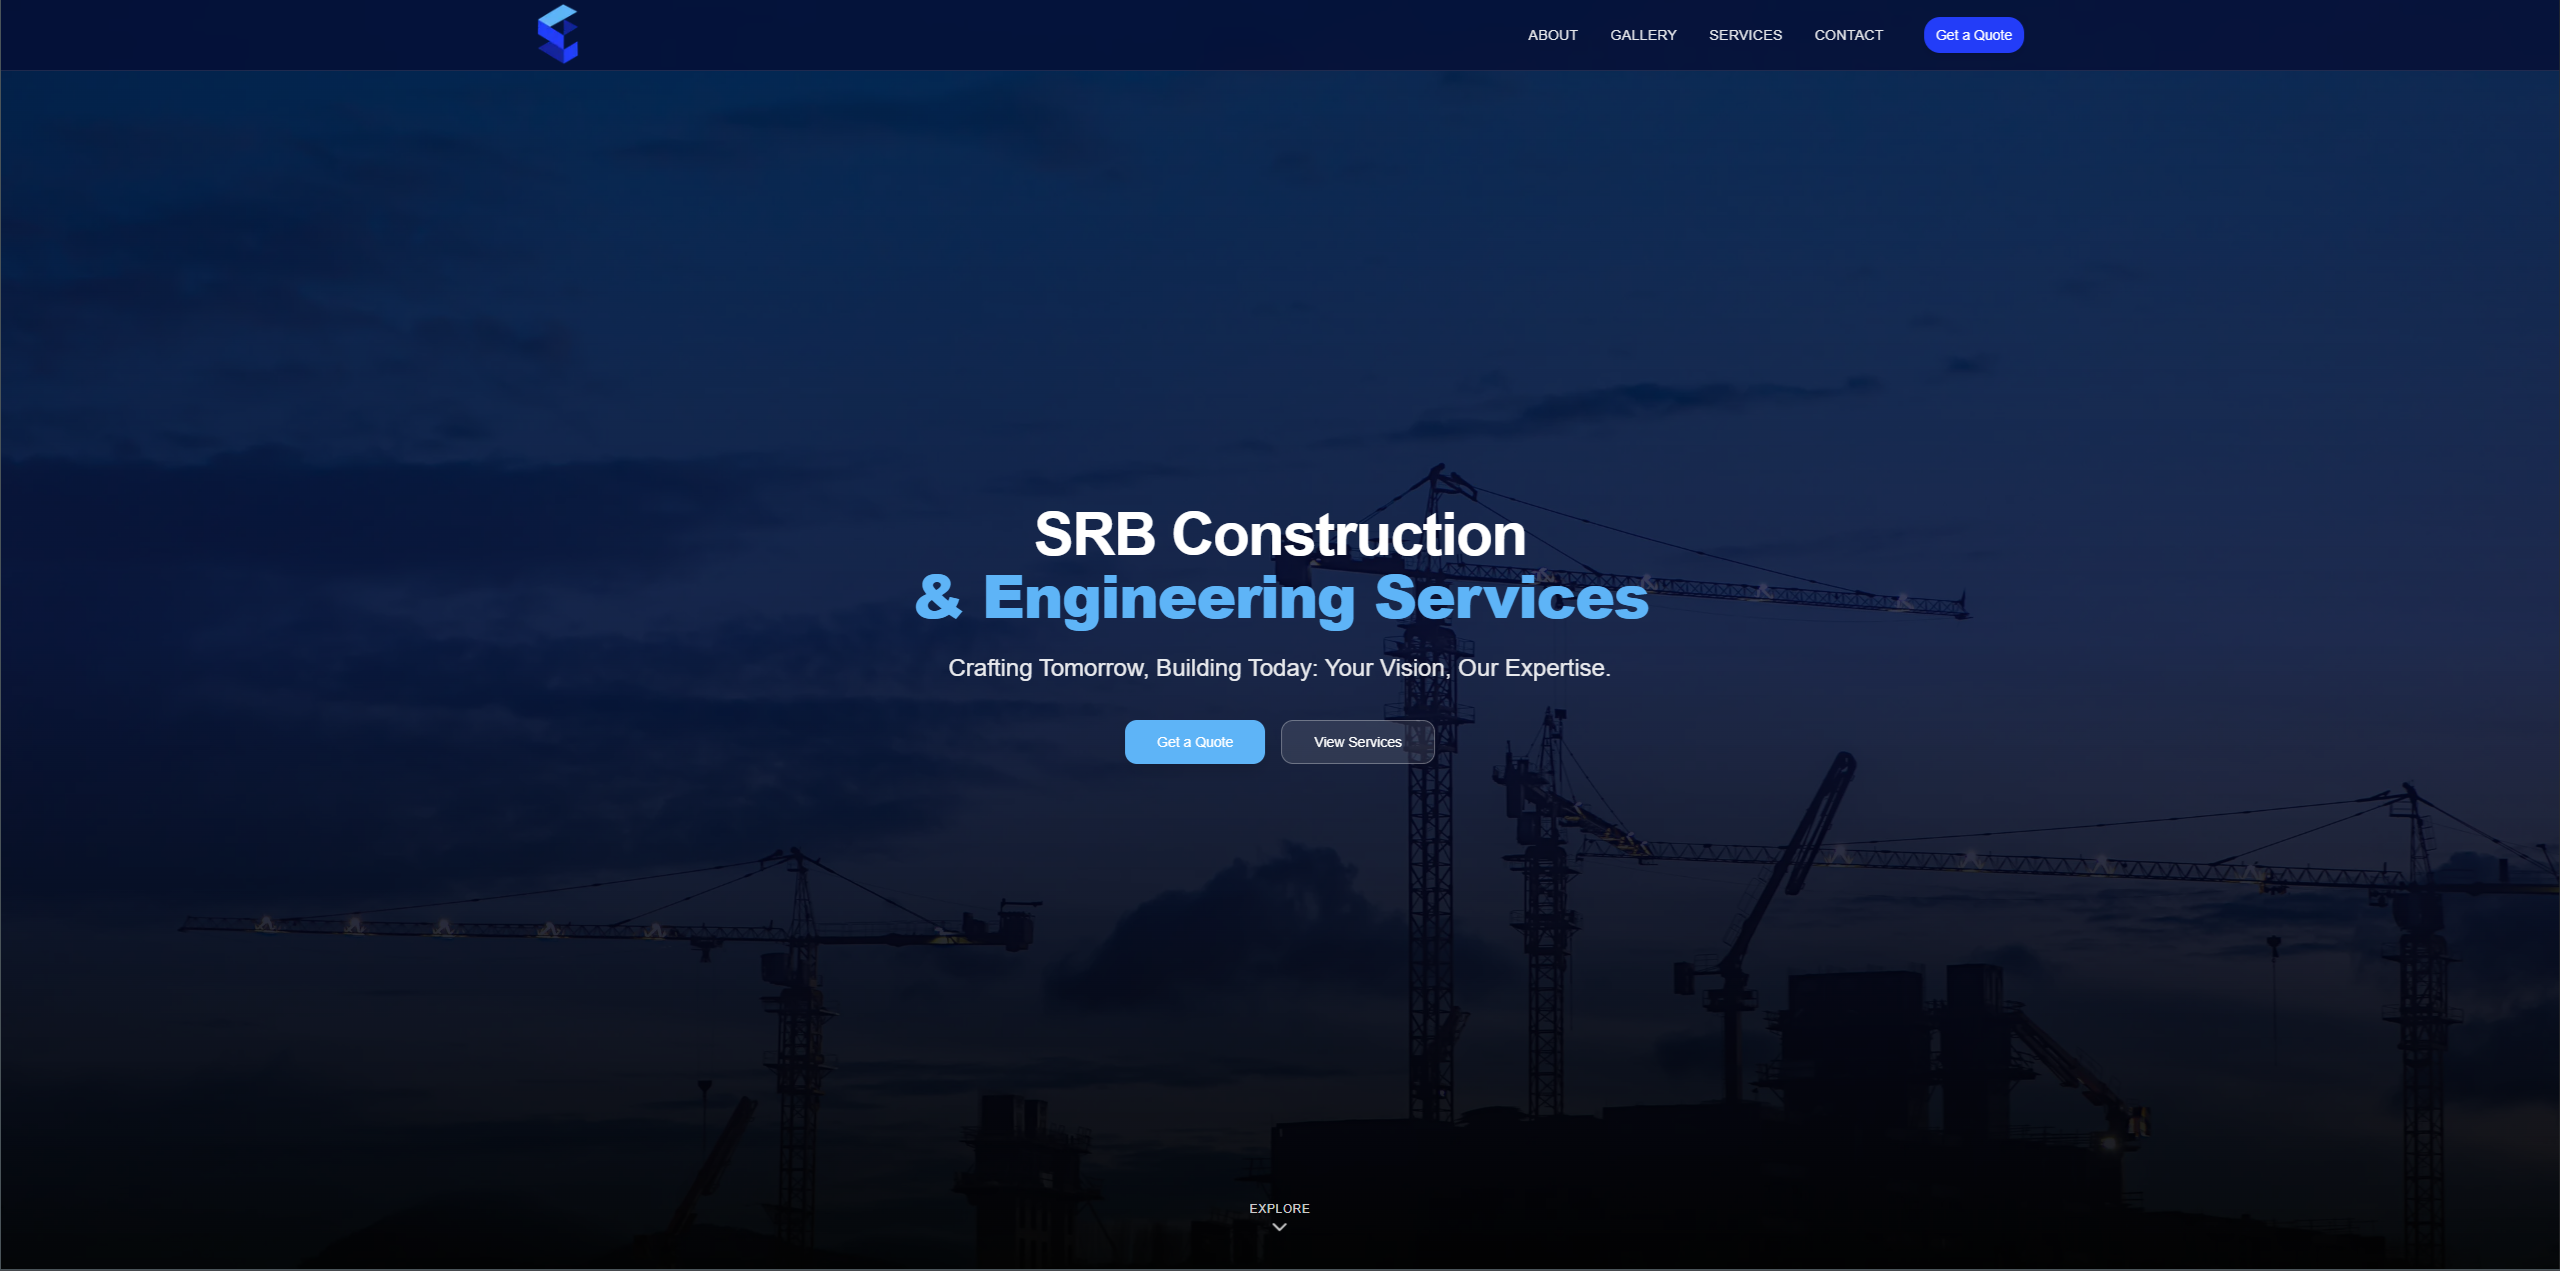 ABOUT GALLERY SERVICES CONTACT Get a Quote
SRB Construction
& Engineering Services
Crafting Tomorrow, Building Today: Your Vision, Our Expertise.
Get a Quote View Services
EXPLORE